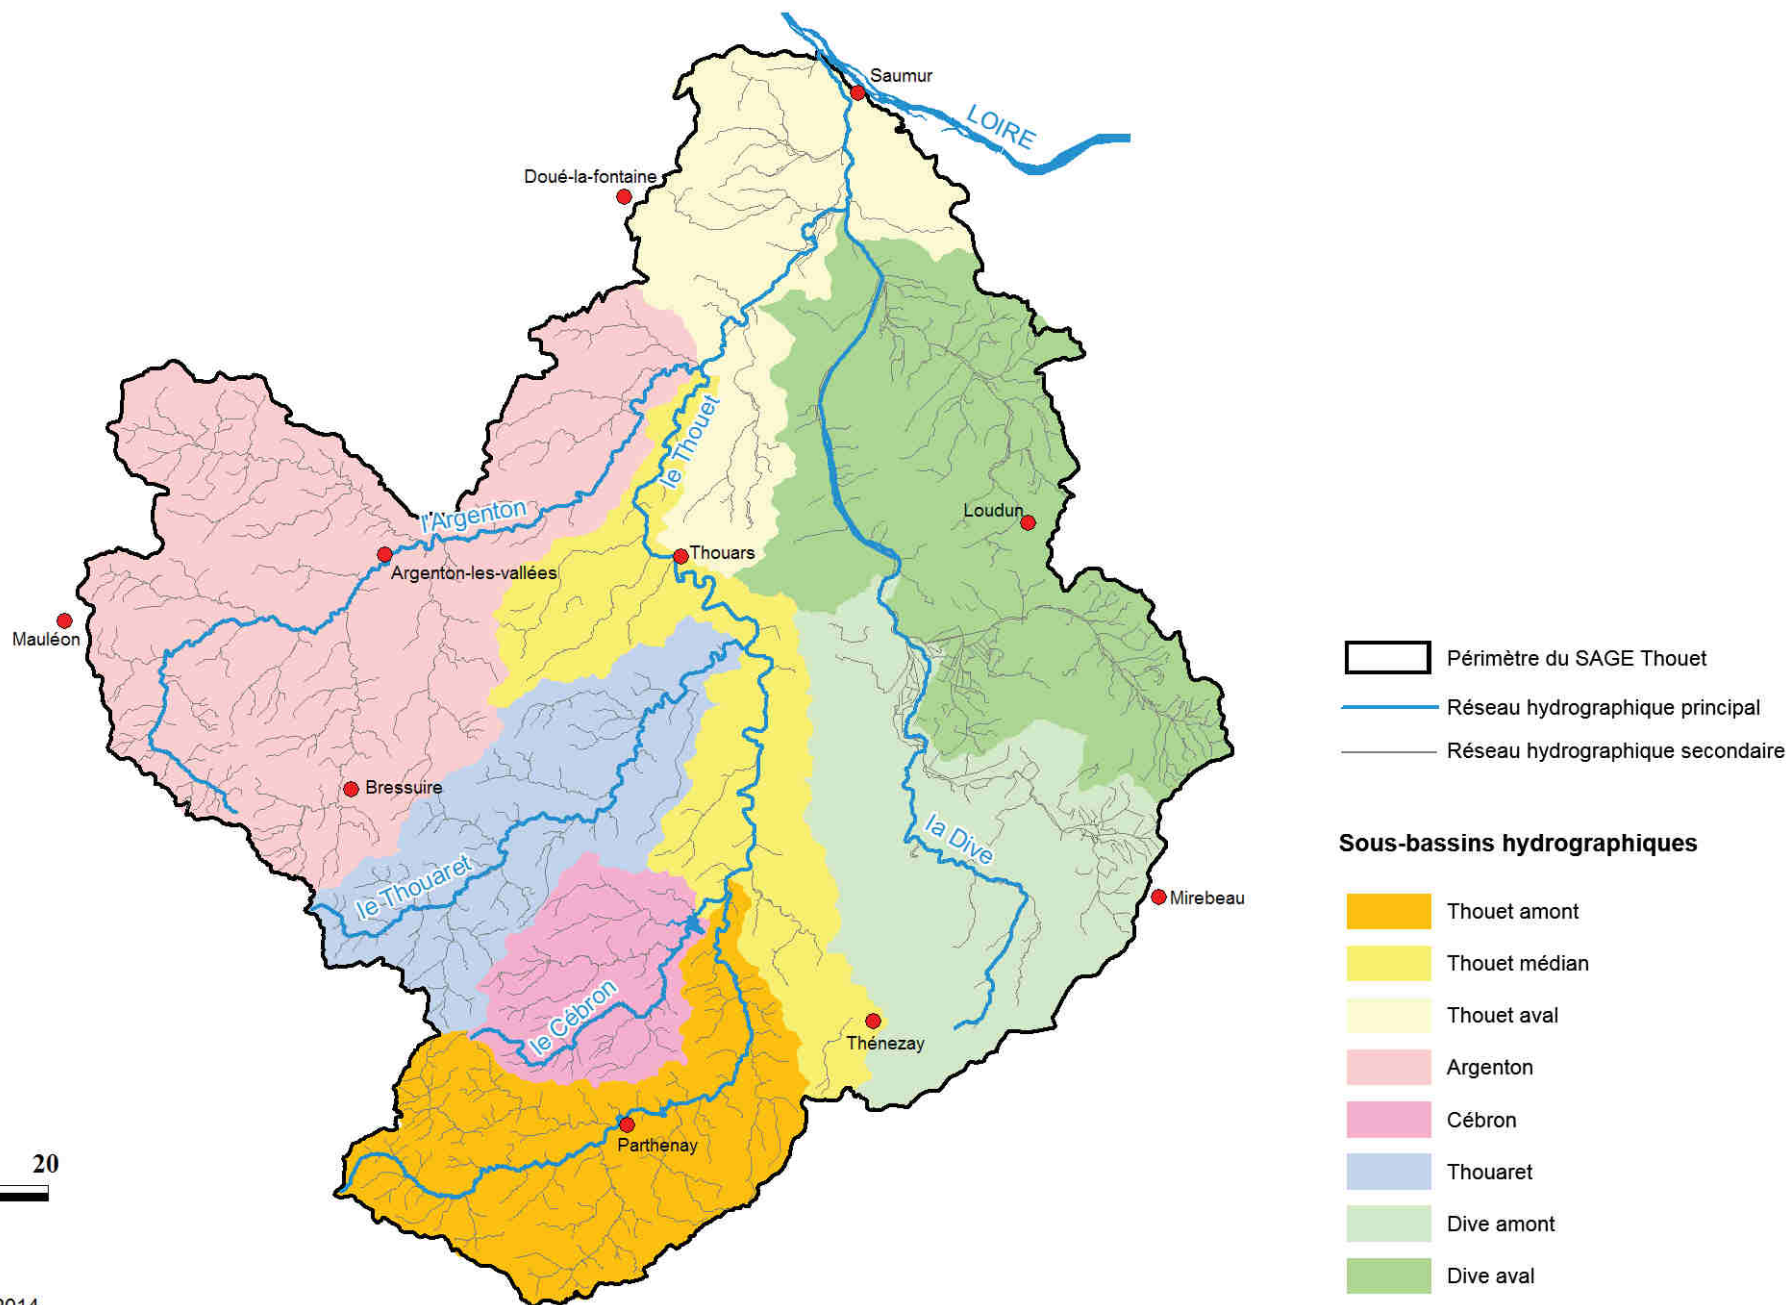 Saumur
LOIRE
Doué-la-fontaine
le Thouet
l'Argenton
Loudun
Thouars
Argenton-les-vallées
Mauléon
Bressuire
la Dive
le Thouaret
Mirebeau
le Cébron
Thénezay
Parthenay
20
Périmètre du SAGE Thouet
Réseau hydrographique principal
Réseau hydrographique secondaire
Sous-bassins hydrographiques
Thouet amont
Thouet médian
Thouet aval
Argenton
Cébron
Thouaret
Dive amont
Dive aval